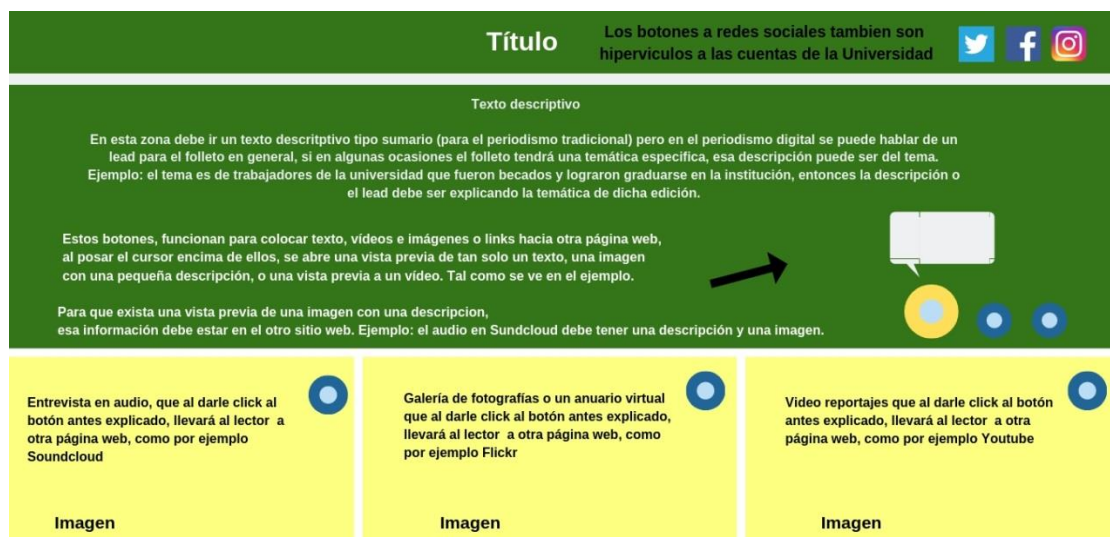 Título
Los botones a redes sociales tambien son
hiperviculos a las cuentas de la Universidad
Texto descriptivo
En esta zona debe ir un texto descritptivo tipo sumario (para el periodismo tradicional) pero en el periodismo digital se puede hablar de un
lead para el folleto en general, si en algunas ocasiones el folleto tendrá una temática especifica, esa descripción puede ser del tema.
Ejemplo: el tema es de trabajadores de la universidad que fueron becados y lograron graduarse en la institución, entonces la descripción o
el lead debe ser explicando la temática de dicha edición.
Estos botones, funcionan para colocar texto, vídeos e imágenes o links hacia otra página web,
al posar el cursor encima de ellos, se abre una vista previa de tan solo un texto, una imagen
con una pequeña descripción, o una vista previa a un vídeo. Tal como se ve en el ejemplo.
Para que exista una vista previa de una imagen con una descripcion,
esa información debe estar en el otro sitio web. Ejemplo: el audio en Sundcloud debe tener una descripción y una imagen.
Entrevista en audio, que al darle click al
botón antes explicado, llevará al lector a
otra página web, como por ejemplo
Soundcloud
Imagen
Galería de fotografías o un anuario virtual
que al darle click al botón antes explicado,
llevará al lector a otra página web, como
por ejemplo Flickr
Imagen
Video reportajes que al darle click al botón
antes explicado, llevará al lector a otra
página web, como por ejemplo Youtube
Imagen